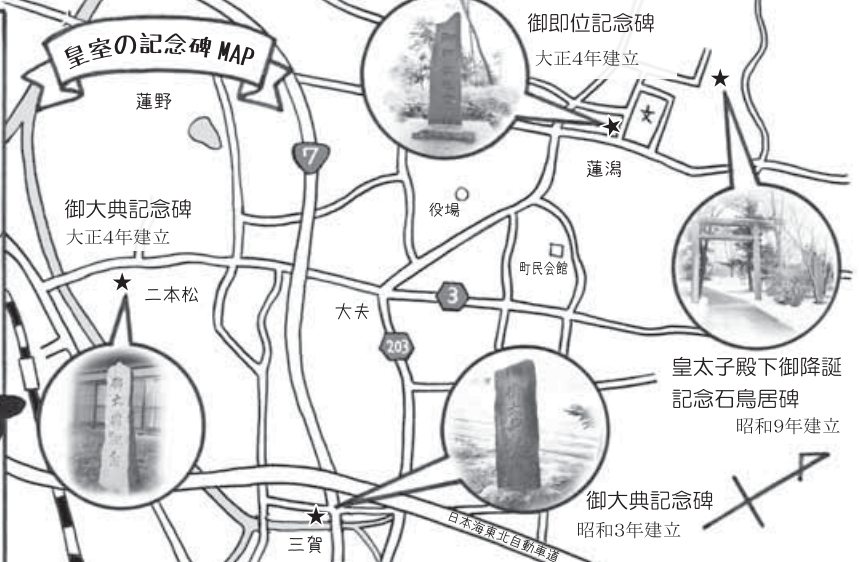 皇室の記念碑MAP
御即位記念碑
大正4年建立
蓮野
7
文
蓮潟
御大典記念碑
大正4年建立
役場
町民会館
二本松
大夫
3
203
皇太子殿下御降誕
記念石鳥居碑
昭和9年建立
御大典記念碑
昭和3年建立
日本海東北自動車道
三賀